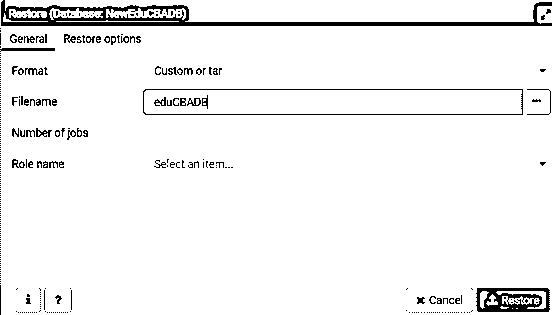 Restore (Database: NewEduCBADB)
General Restore options
Format Custom or tar
Filename eduCBADB
Number of jobs
Role name Select an item...
i ? Cancel Restore